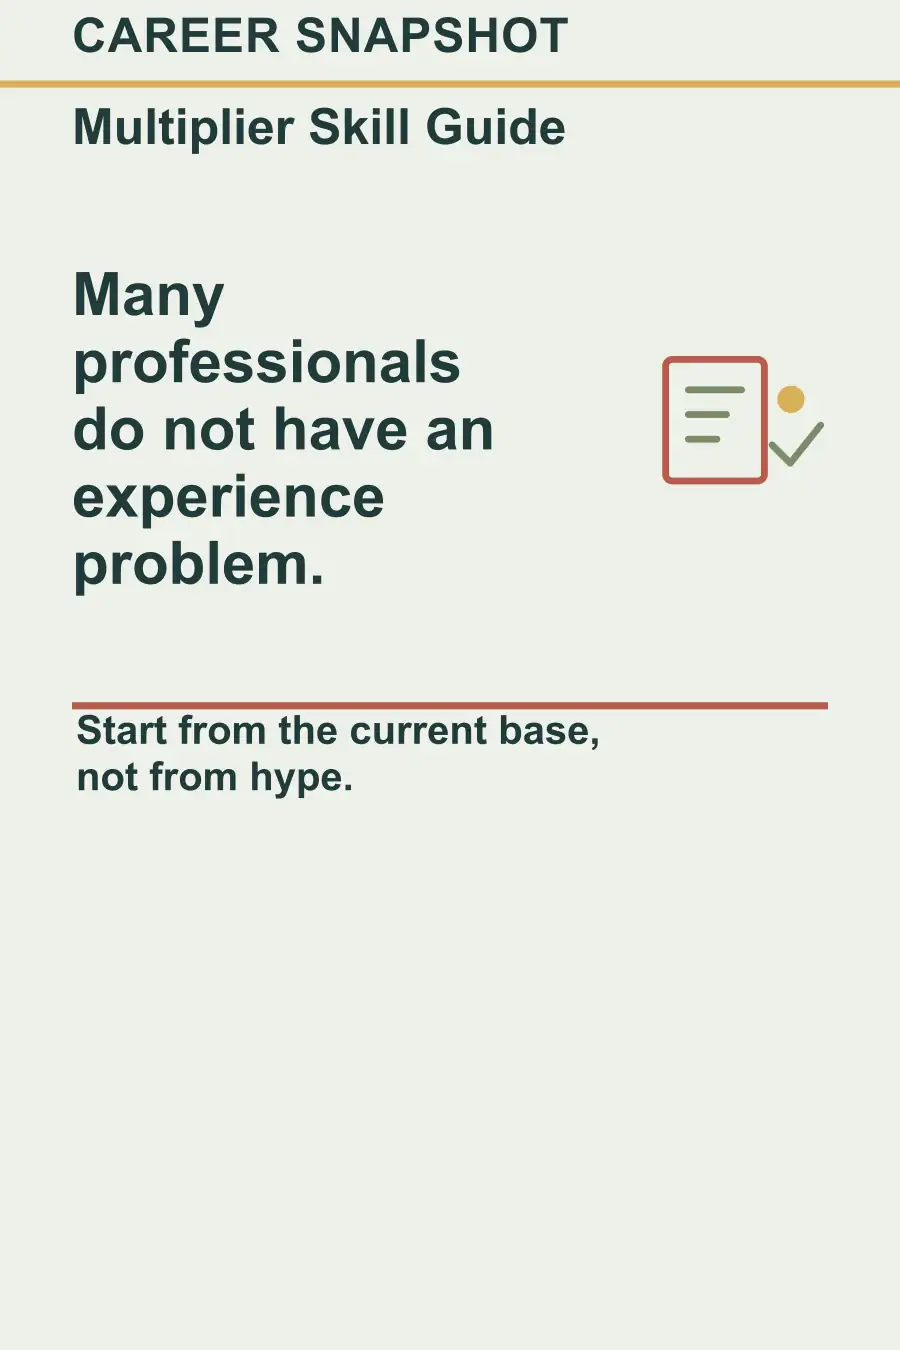 CAREER SNAPSHOT
Multiplier Skill Guide
Many
professionals
do not have an
experience
problem.
Start from the current base,
not from hype.